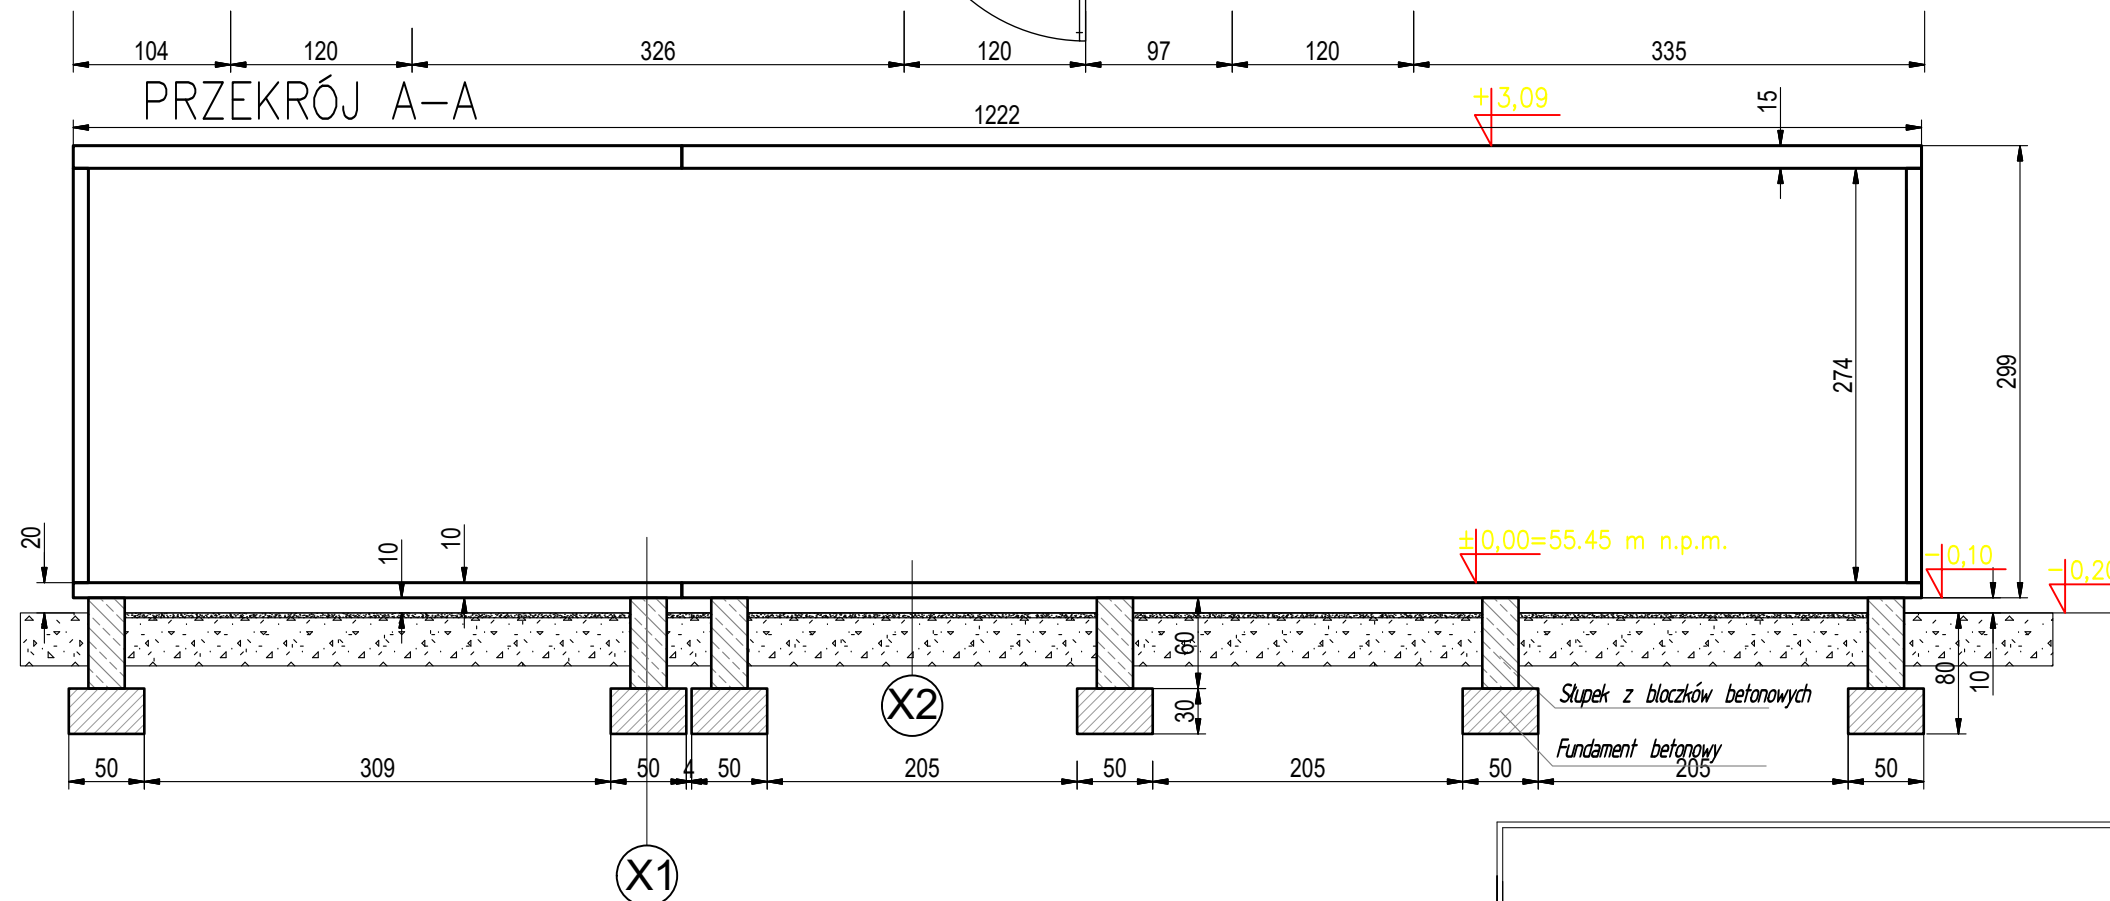 104 120 326 120 97 120 335
PRZEKRÓJ A-A
+3,09
15
1222
274
299
20
10
10
±0,00=55.45 m n.p.m.
-0,10
-0,20
60
30
80
10
X2
Słupek z bloczków betonowych
Fundament betonowy
50 309 50 4 50 205 50 205 50 205 50
X1